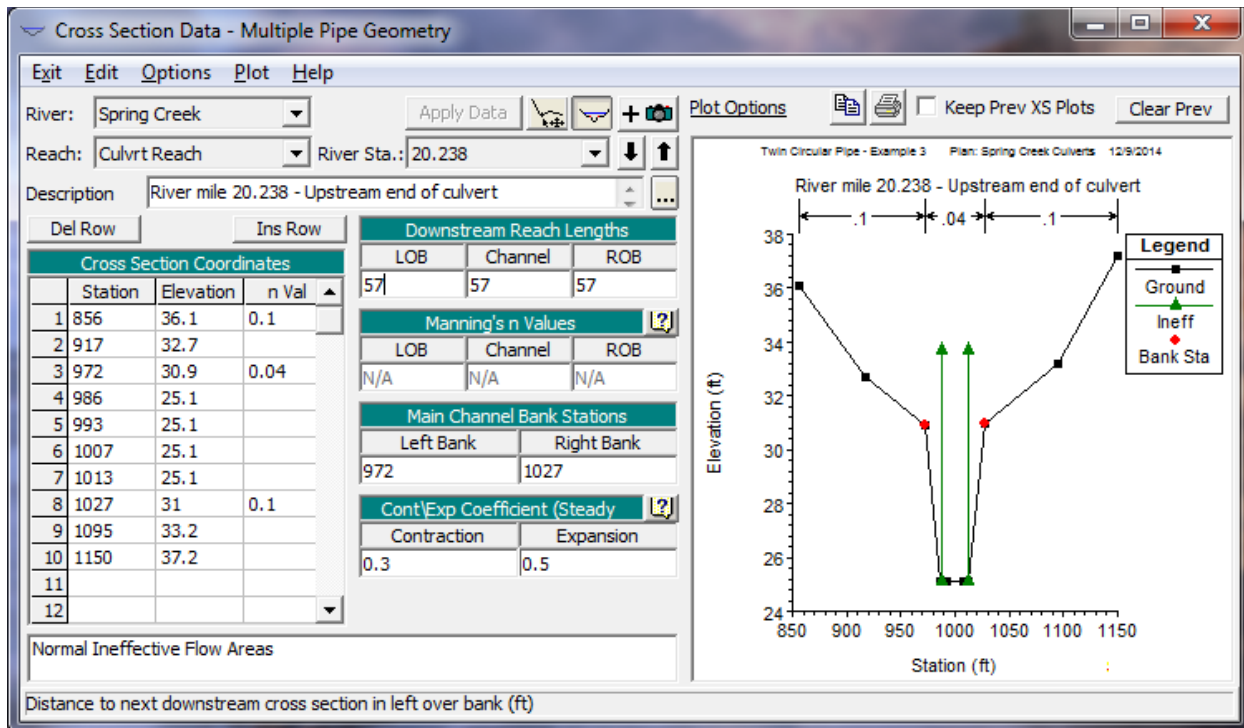 Cross Section Data - Multiple Pipe Geometry
Exit Edit Options Plot Help
River: Spring Creek Apply Data
Reach: Culvrt Reach River Sta.: 20.238
Description River mile 20.238 - Upstream end of culvert ...
Del Row Ins Row
Cross Section Coordinates
Station Elevation n Val
1 856 36.1 0.1
2 917 32.7
3 972 30.9 0.04
4 986 25.1
5 993 25.1
6 1007 25.1
7 1013 25.1
8 1027 31 0.1
9 1095 33.2
10 1150 37.2
11
12
Downstream Reach Lengths
LOB Channel ROB
57 57 57
Manning's n Values
LOB Channel ROB
N/A N/A N/A
Main Channel Bank Stations
Left Bank Right Bank
972 1027
Cont\Exp Coefficient (Steady
Contraction Expansion
0.3 0.5
Normal Ineffective Flow Areas
Plot Options Keep Prev XS Plots Clear Prev
Twin Circular Pipe - Example 3 Plan: Spring Creek Culverts 12/9/2014
River mile 20.238 - Upstream end of culvert
.1 .04 .1
38
36
34
32
30
28
26
24
Elevation (ft)
850 900 950 1000 1050 1100 1150
Station (ft)
Legend
Ground
Ineff
Bank Sta
Distance to next downstream cross section in left over bank (ft)